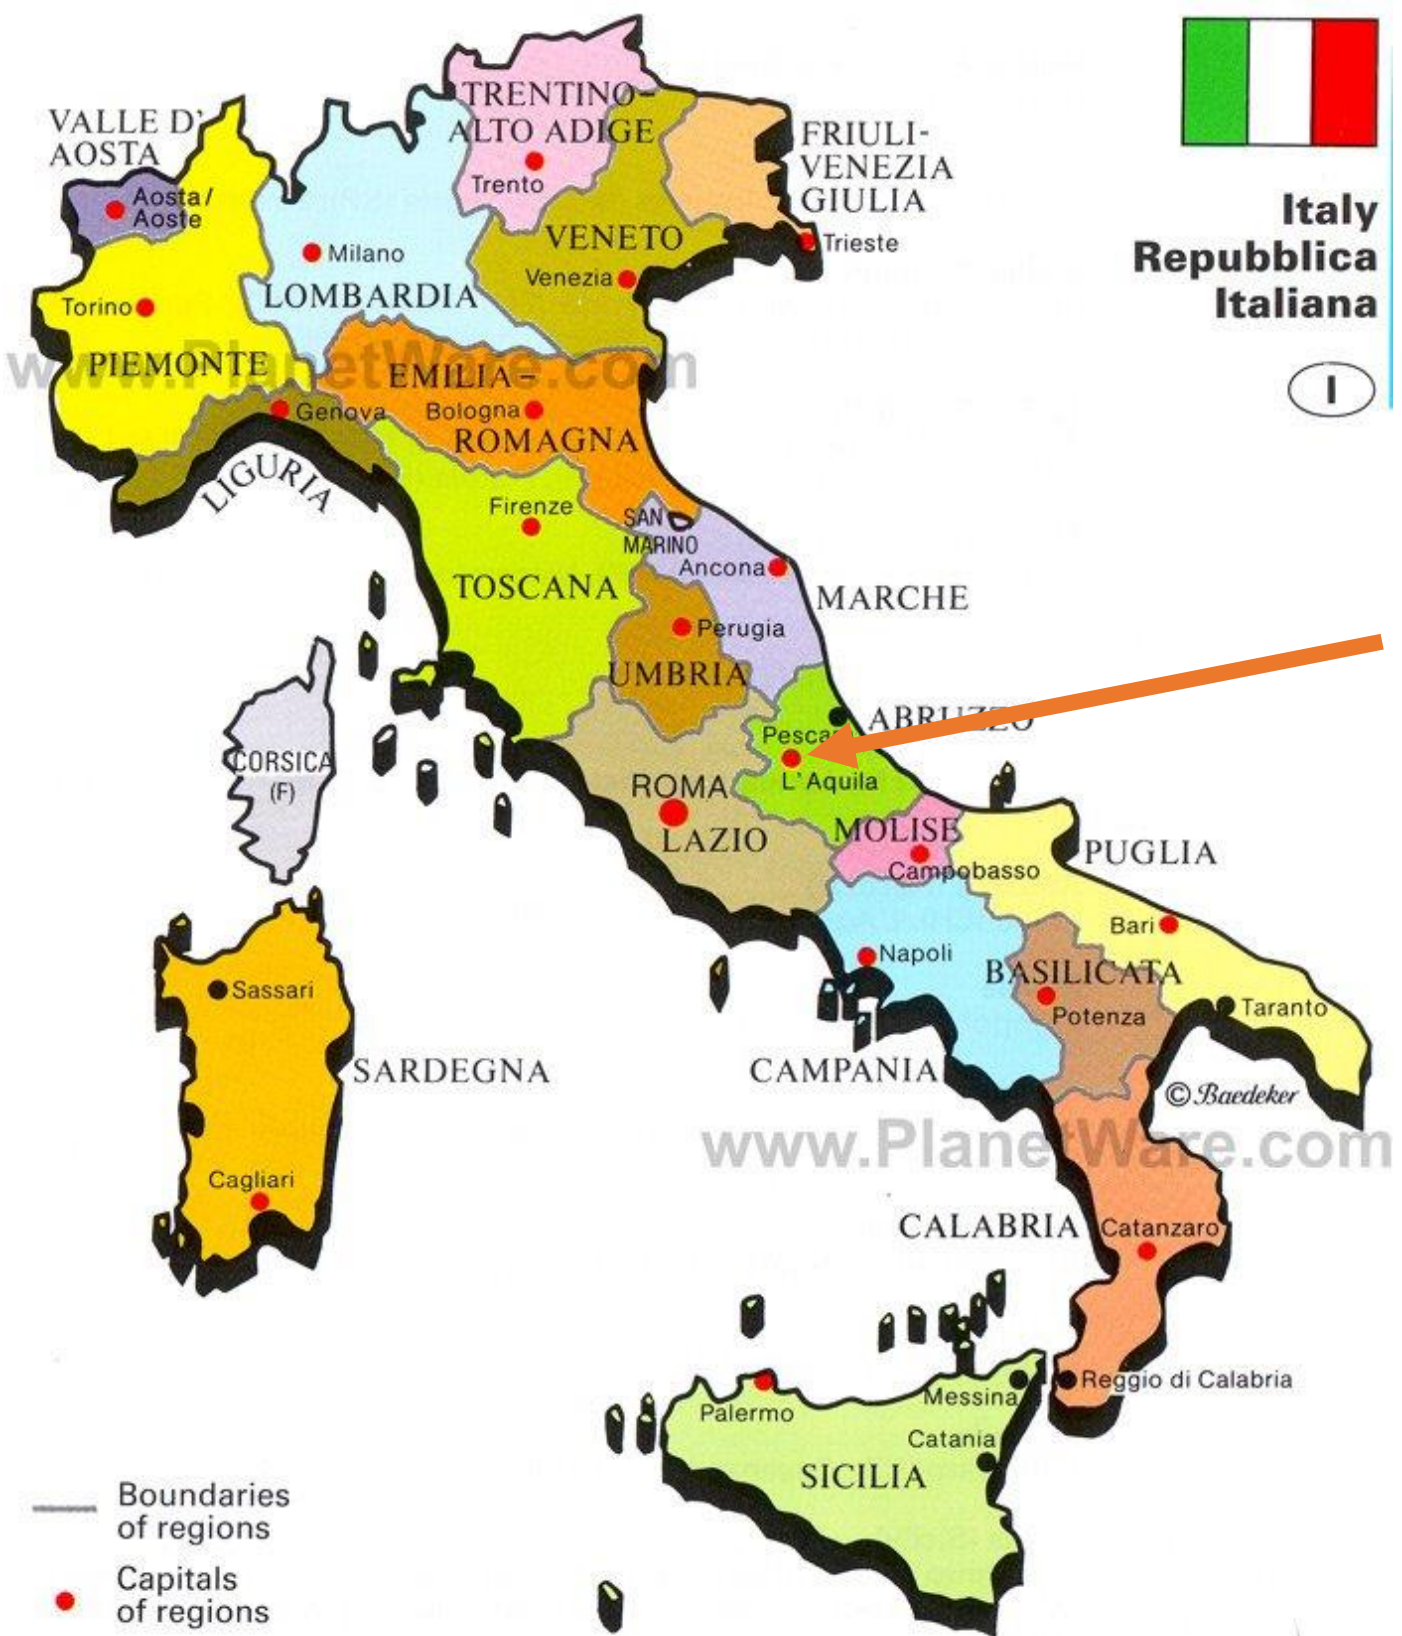 TRENTINO-
ALTO ADIGE
Trento
VALLE D'
AOSTA
Aosta/
Aoste
FRIULI-
VENEZIA
GIULIA
Trieste
VENETO
Venezia
Milano
LOMBARDIA
Torino
PIEMONTE
www.PlanetWare.com
EMILIA-
Bologna
ROMAGNA
Genova
LIGURIA
Italy
Repubblica
Italiana
I
Firenze
TOSCANA
SAN
MARINO
Ancona
MARCHE
Perugia
UMBRIA
ABRUZZO
L'Aquila
CORSICA
(F)
ROMA
LAZIO
MOLISE
Campobasso
PUGLIA
Bari
Napoli
BASILICATA
Potenza
Taranto
Sassari
SARDEGNA
Cagliari
CAMPANIA
© Baedeker
www.PlanetWare.com
CALABRIA
Catanzaro
Reggio di Calabria
Messina
Palermo
Catania
SICILIA
Boundaries
of regions
Capitals
of regions